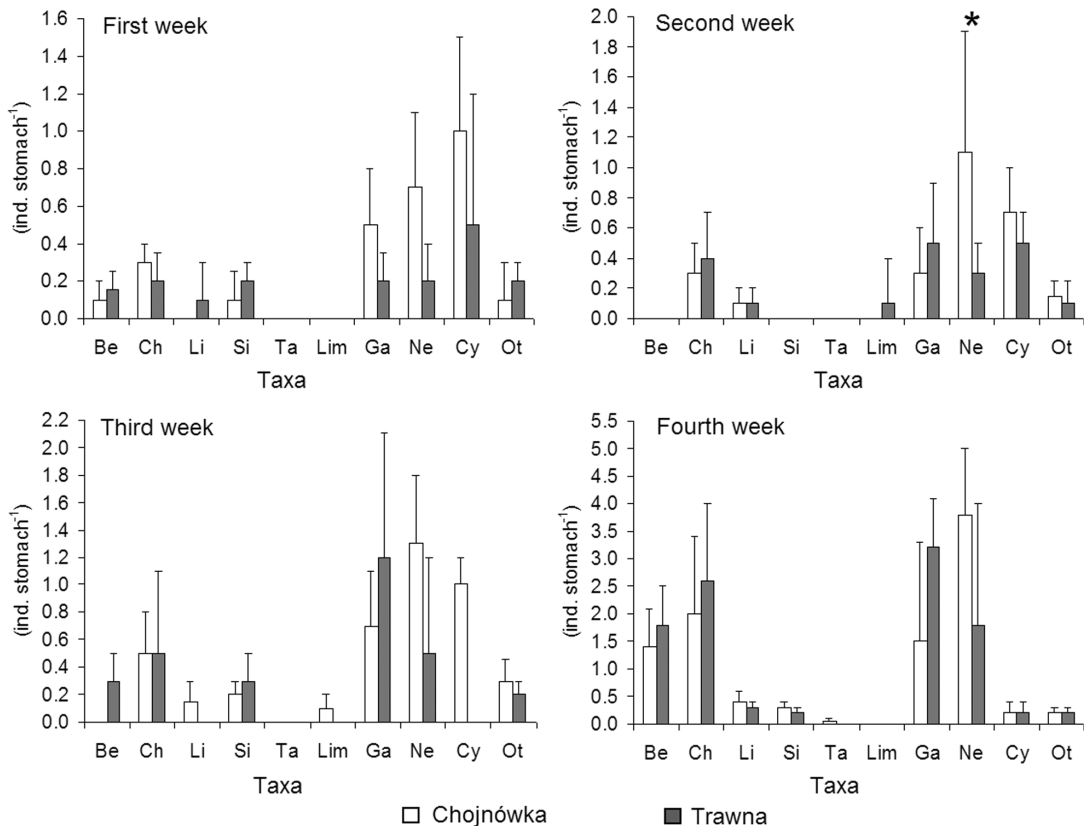 First week
(ind. stomach-1)
1.6
1.4
1.2
1.0
0.8
0.6
0.4
0.2
0.0
Be Ch Li Si Ta Lim Ga Ne Cy Ot
Taxa
Second week
*
(ind. stomach-1)
2.0
1.8
1.6
1.4
1.2
1.0
0.8
0.6
0.4
0.2
0.0
Be Ch Li Si Ta Lim Ga Ne Cy Ot
Taxa
Third week
(ind. stomach-1)
2.2
2.0
1.8
1.6
1.4
1.2
1.0
0.8
0.6
0.4
0.2
0.0
Be Ch Li Si Ta Lim Ga Ne Cy Ot
Taxa
Fourth week
(ind. stomach-1)
5.5
5.0
4.5
4.0
3.5
3.0
2.5
2.0
1.5
1.0
0.5
0.0
Be Ch Li Si Ta Lim Ga Ne Cy Ot
Taxa
Chojnówka Trawna